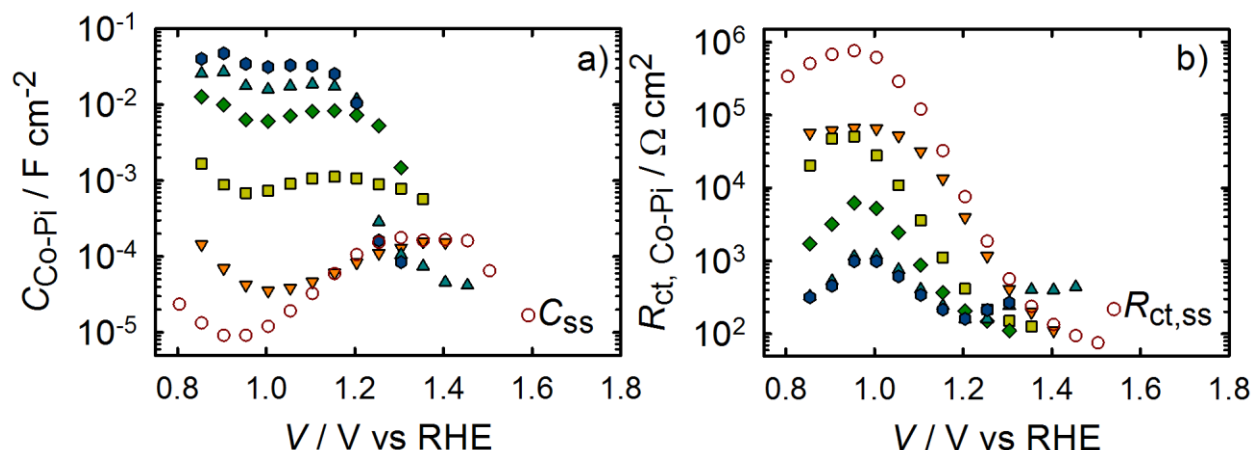 a)
C_Co-Pi / F cm⁻²
10⁻¹
10⁻²
10⁻³
10⁻⁴
10⁻⁵
C_ss
0.8 1.0 1.2 1.4 1.6 1.8
V / V vs RHE
b)
R_ct, Co-Pi / Ω cm²
10⁶
10⁵
10⁴
10³
10²
R_ct,ss
0.8 1.0 1.2 1.4 1.6 1.8
V / V vs RHE